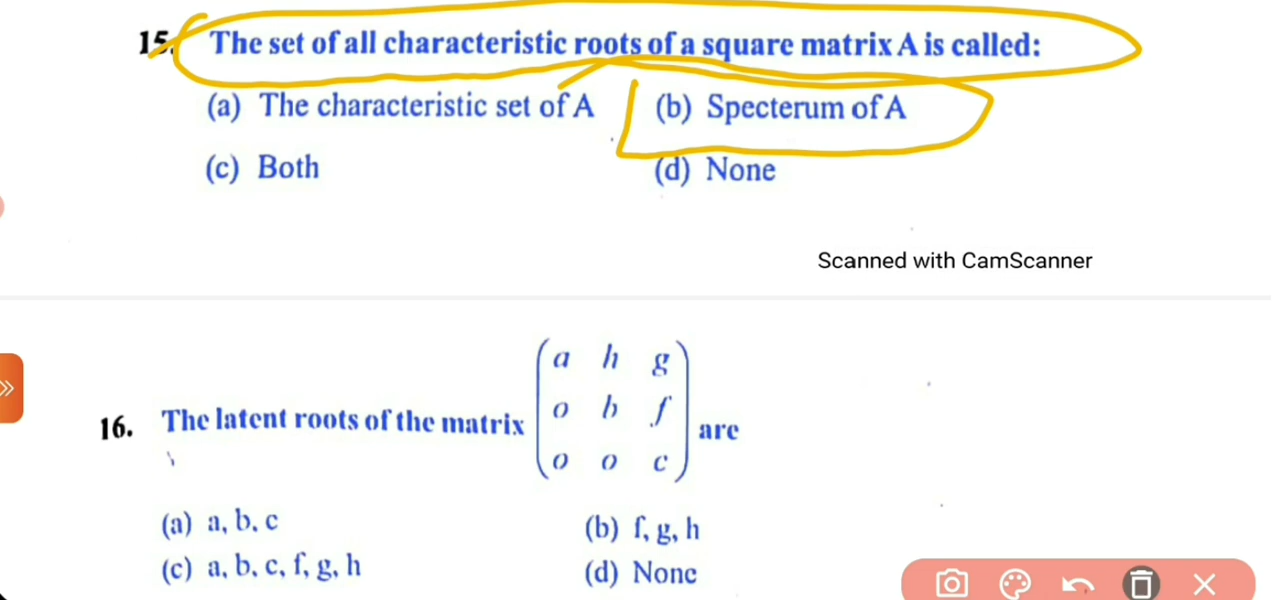 15. The set of all characteristic roots of a square matrix A is called:
(a) The characteristic set of A (b) Specterum of A
(c) Both (d) None
Scanned with CamScanner
a h g
16. The latent roots of the matrix o b f are
o o c
(a) a, b, c (b) f, g, h
(c) a, b, c, f, g, h (d) None